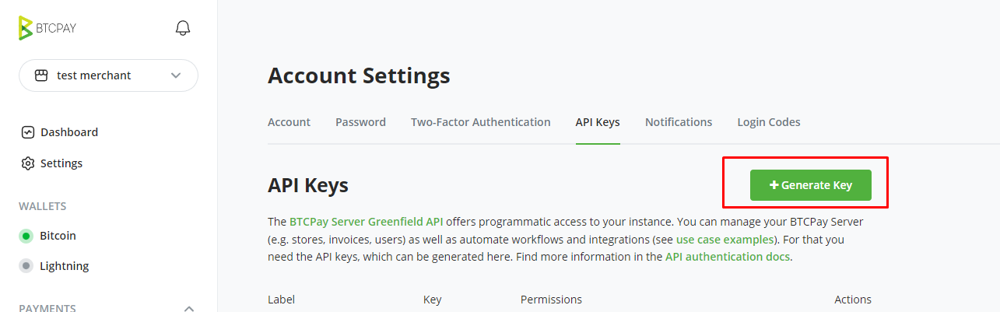 BTCPAY
test merchant
Dashboard
Settings
WALLETS
Bitcoin
Lightning
PAYMENTS
Account Settings
Account Password Two-Factor Authentication API Keys Notifications Login Codes
API Keys
+ Generate Key
The BTCPay Server Greenfield API offers programmatic access to your instance. You can manage your BTCPay Server
(e.g. stores, invoices, users) as well as automate workflows and integrations (see use case examples). For that you
need the API keys, which can be generated here. Find more information in the API authentication docs.
Label Key Permissions Actions